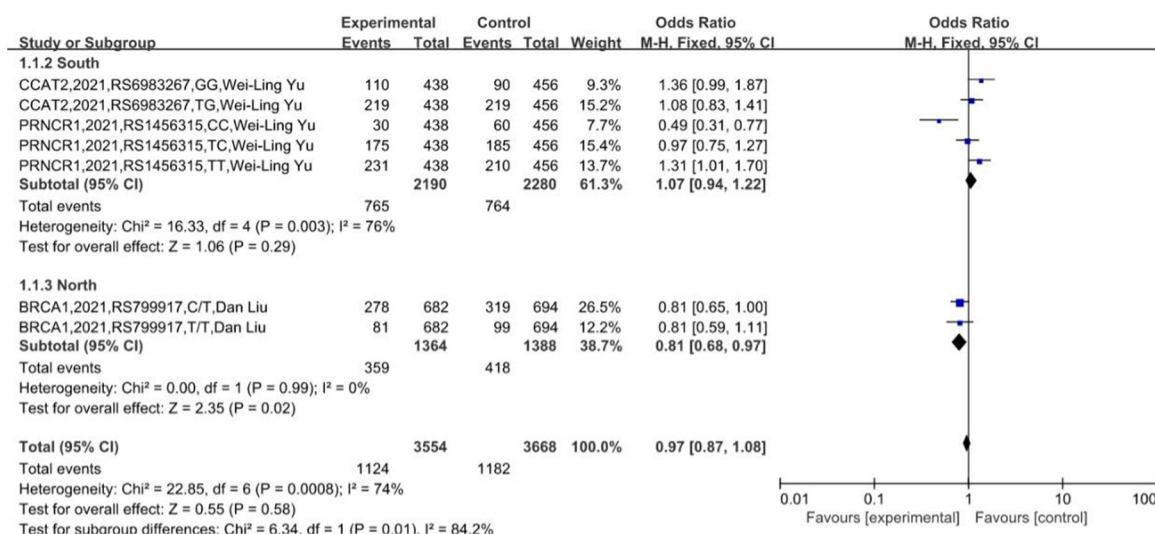 Experimental Control Odds Ratio Odds Ratio
Study or Subgroup Events Total Events Total Weight M-H, Fixed, 95% CI M-H, Fixed, 95% CI
1.1.2 South
CCAT2,2021,RS6983267,GG,Wei-Ling Yu 110 438 90 456 9.3% 1.36 [0.99, 1.87]
CCAT2,2021,RS6983267,TG,Wei-Ling Yu 219 438 219 456 15.2% 1.08 [0.83, 1.41]
PRNCR1,2021,RS1456315,CC,Wei-Ling Yu 30 438 60 456 7.7% 0.49 [0.31, 0.77]
PRNCR1,2021,RS1456315,TC,Wei-Ling Yu 175 438 185 456 15.4% 0.97 [0.75, 1.27]
PRNCR1,2021,RS1456315,TT,Wei-Ling Yu 231 438 210 456 13.7% 1.31 [1.01, 1.70]
Subtotal (95% CI) 2190 2280 61.3% 1.07 [0.94, 1.22]
Total events 765 764
Heterogeneity: Chi² = 16.33, df = 4 (P = 0.003); I² = 76%
Test for overall effect: Z = 1.06 (P = 0.29)
1.1.3 North
BRCA1,2021,RS799917,C/T,Dan Liu 278 682 319 694 26.5% 0.81 [0.65, 1.00]
BRCA1,2021,RS799917,T/T,Dan Liu 81 682 99 694 12.2% 0.81 [0.59, 1.11]
Subtotal (95% CI) 1364 1388 38.7% 0.81 [0.68, 0.97]
Total events 359 418
Heterogeneity: Chi² = 0.00, df = 1 (P = 0.99); I² = 0%
Test for overall effect: Z = 2.35 (P = 0.02)
Total (95% CI) 3554 3668 100.0% 0.97 [0.87, 1.08]
Total events 1124 1182
Heterogeneity: Chi² = 22.85, df = 6 (P = 0.0008); I² = 74%
Test for overall effect: Z = 0.55 (P = 0.58)
Test for subgroup differences: Chi² = 6.34, df = 1 (P = 0.01), I² = 84.2%
0.01 0.1 1 10 100
Favours [experimental] Favours [control]